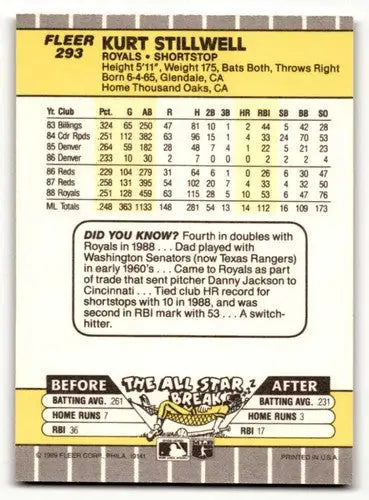 FLEER
293
KURT STILLWELL
ROYALS • SHORTSTOP
Height 5'11", Weight 175, Bats Both, Throws Right
Born 6-4-65, Glendale, CA
Home Thousand Oaks, CA
Yr. Club Pct. G AB R H 2B 3B HR RBI SB BB SO
83 Billings .324 65 250 47 81 10 1 2 44 5 42 28
84 Cdr Rpds .251 112 382 63 96 15 1 4 33 24 70 53
85 Denver .264 59 182 28 48 7 4 1 22 5 21 23
86 Denver .233 10 30 2 7 0 0 0 2 2 2 4
86 Reds .229 104 279 31 64 6 1 0 26 6 30 47
87 Reds .258 131 395 54 102 20 7 4 33 4 32 50
88 Royals .251 128 459 63 115 28 5 10 53 6 47 76
ML Totals .248 363 1133 148 281 54 13 14 112 16 109 173
DID YOU KNOW? Fourth in doubles with
Royals in 1988 . . . Dad played with
Washington Senators (now Texas Rangers)
in early 1960's . . . Came to Royals as part
of trade that sent pitcher Danny Jackson to
Cincinnati . . . Tied club HR record for
shortstops with 10 in 1988, and was
second in RBI mark with 53 . . . A switch-
hitter.
BEFORE
THE ALL STAR
BREAK
AFTER
BATTING AVG. .261
BATTING AVG. .231
HOME RUNS 7
HOME RUNS 3
RBI 36
RBI 17
© 1989 FLEER CORP., PHILA. 19141
PRINTED IN U.S.A.